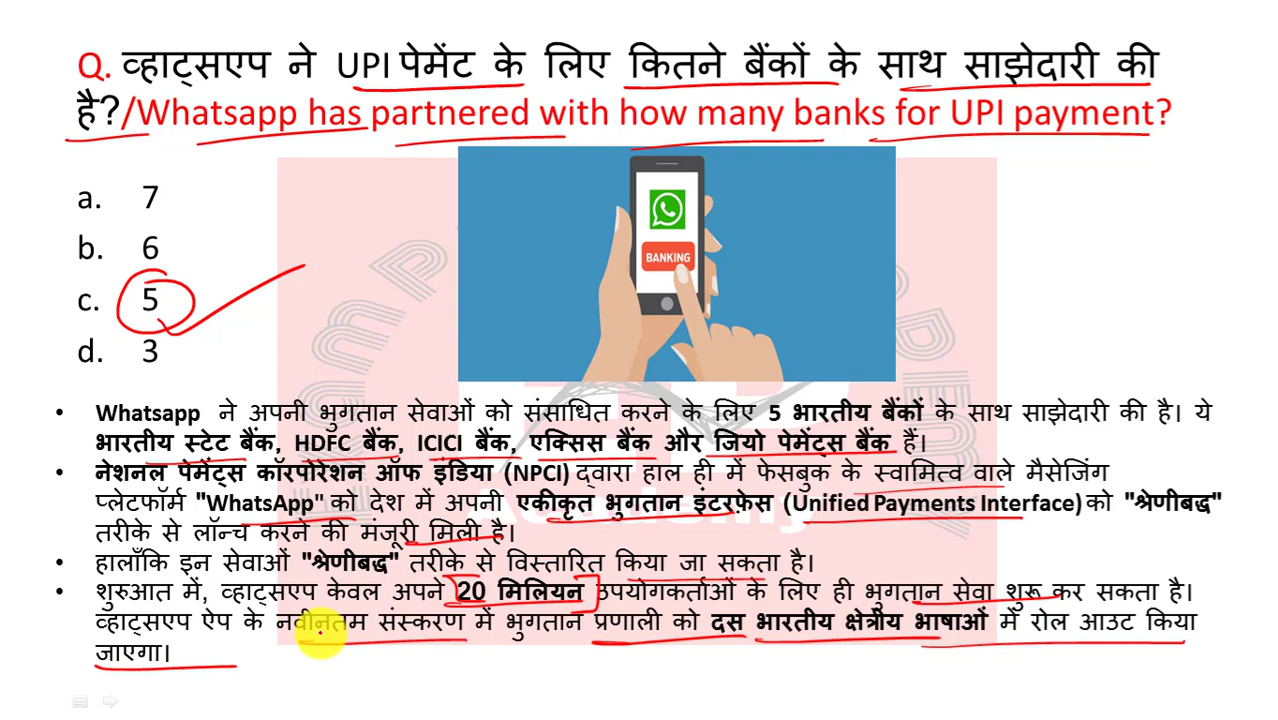 Q. व्हाट्सएप ने UPI पेमेंट के लिए कितने बैंकों के साथ साझेदारी की
है?/Whatsapp has partnered with how many banks for UPI payment?
a. 7
b. 6
c. 5
d. 3
BANKING
• Whatsapp ने अपनी भुगतान सेवाओं को संसाधित करने के लिए 5 भारतीय बैंकों के साथ साझेदारी की है। ये
भारतीय स्टेट बैंक, HDFC बैंक, ICICI बैंक, एक्सिस बैंक और जियो पेमेंट्स बैंक हैं।
• नेशनल पेमेंट्स कॉरपोरेशन ऑफ इंडिया (NPCI) द्वारा हाल ही में फेसबुक के स्वामित्व वाले मैसेजिंग
प्लेटफॉर्म "WhatsApp" को देश में अपनी एकीकृत भुगतान इंटरफ़ेस (Unified Payments Interface) को "श्रेणीबद्ध"
तरीके से लॉन्च करने की मंजूरी मिली है।
• हालाँकि इन सेवाओं "श्रेणीबद्ध" तरीके से विस्तारित किया जा सकता है।
• शुरुआत में, व्हाट्सएप केवल अपने 20 मिलियन उपयोगकर्ताओं के लिए ही भुगतान सेवा शुरू कर सकता है।
व्हाट्सएप ऐप के नवीनतम संस्करण में भुगतान प्रणाली को दस भारतीय क्षेत्रीय भाषाओं में रोल आउट किया
जाएगा।